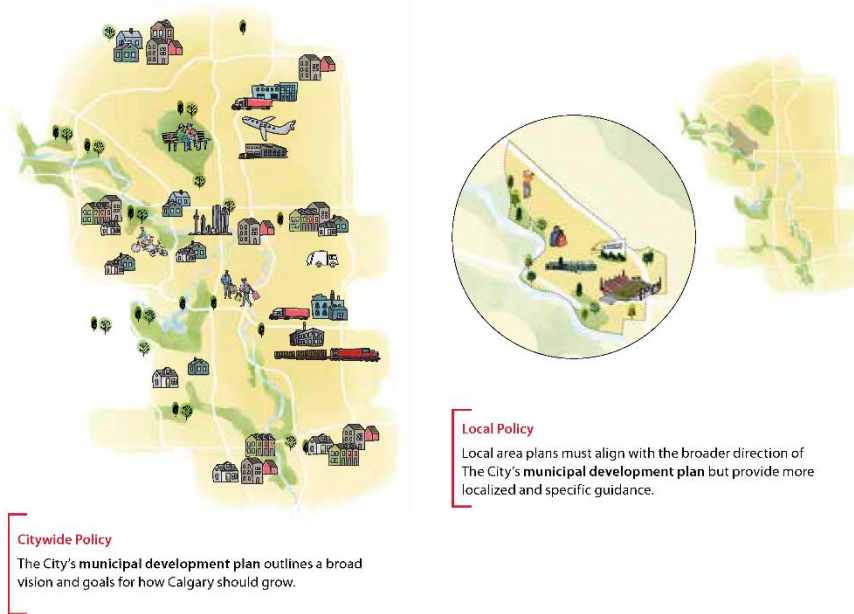 Citywide Policy
The City's municipal development plan outlines a broad
vision and goals for how Calgary should grow.
Local Policy
Local area plans must align with the broader direction of
The City's municipal development plan but provide more
localized and specific guidance.